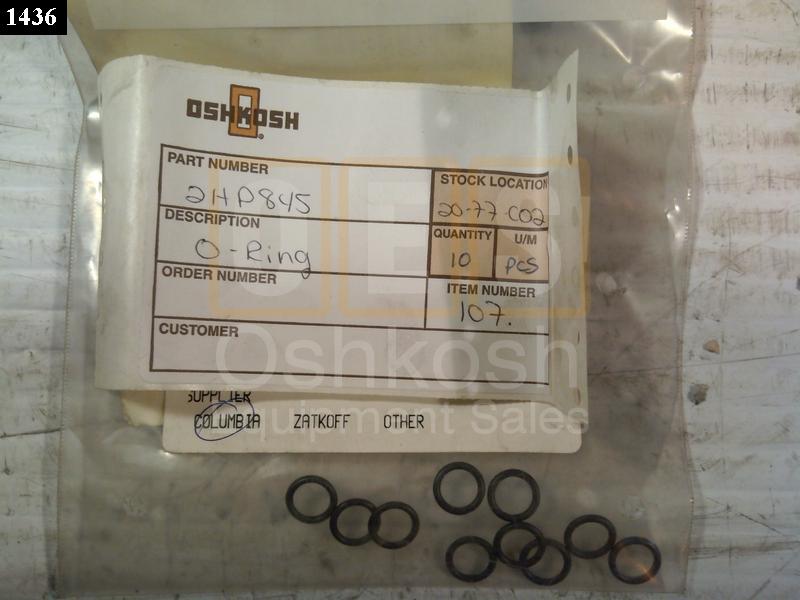 1436
OSHKOSH
PART NUMBER
2HP845
STOCK LOCATION
20-77-C02
DESCRIPTION
O-Ring
QUANTITY
10
U/M
pcs
ORDER NUMBER
ITEM NUMBER
107.
CUSTOMER
OES
Oshkosh
Equipment Sales
SUPPLIER
COLUMBIA ZATKOFF OTHER